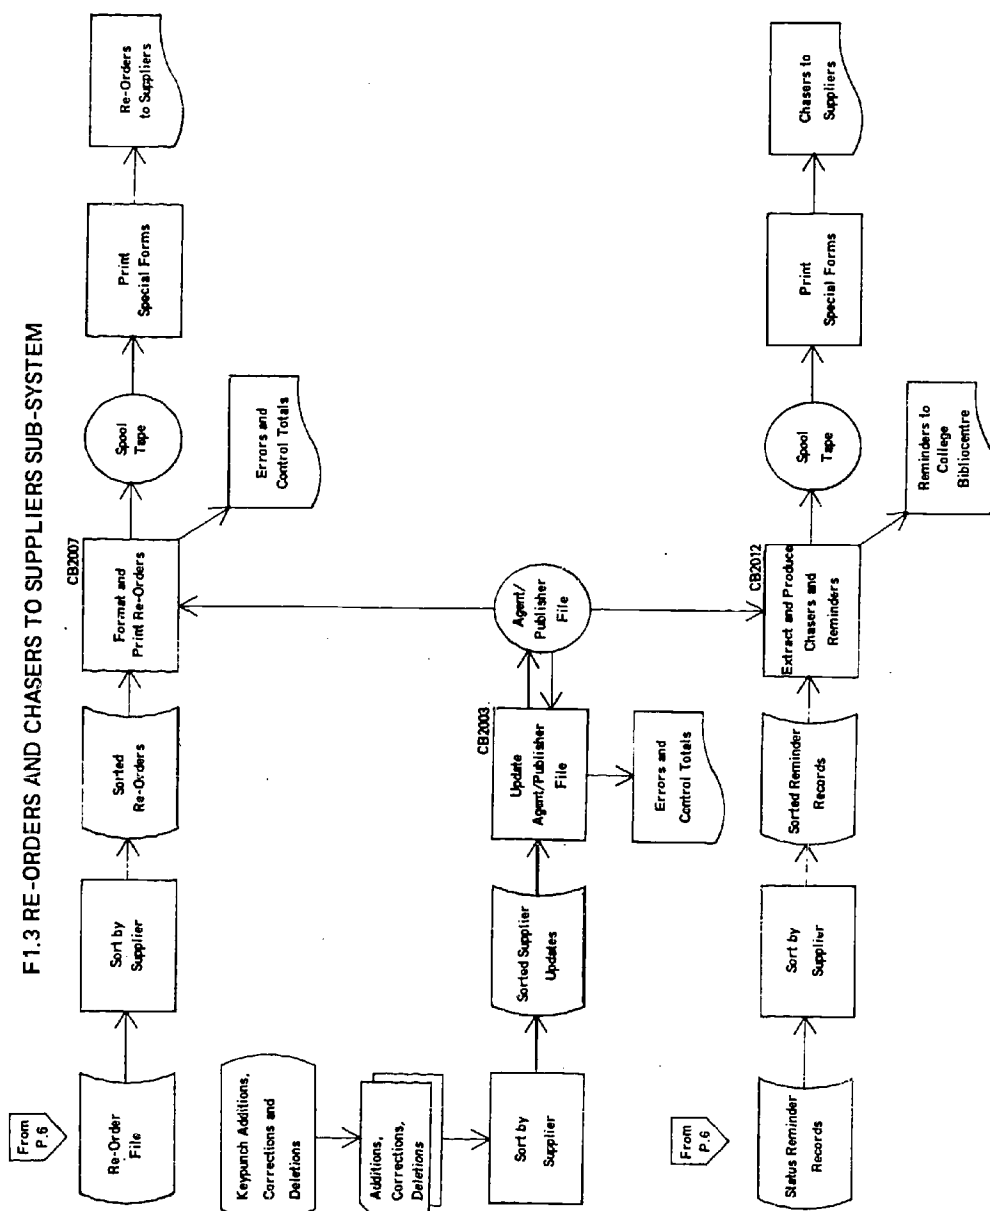 F1.3 RE-ORDERS AND CHASERS TO SUPPLIERS SUB-SYSTEM
From
P.6
Re-Order
File
Sort by
Supplier
Sorted
Re-Orders
CB2007
Format and
Print Re-Orders
Spool
Tape
Print
Special Forms
Re-Orders
to Suppliers
Errors and
Control Totals
Keypunch Additions,
Corrections and
Deletions
Additions,
Corrections,
Deletions
Sort by
Supplier
Sorted Supplier
Updates
CB2003
Update
Agent/Publisher
File
Agent/
Publisher
File
Errors and
Control Totals
From
P.6
Status Reminder
Records
Sort by
Supplier
Sorted Reminder
Records
CB2012
Extract and Produce
Chasers and
Reminders
Spool
Tape
Print
Special Forms
Chasers to
Suppliers
Reminders to
College
Bibliocentre